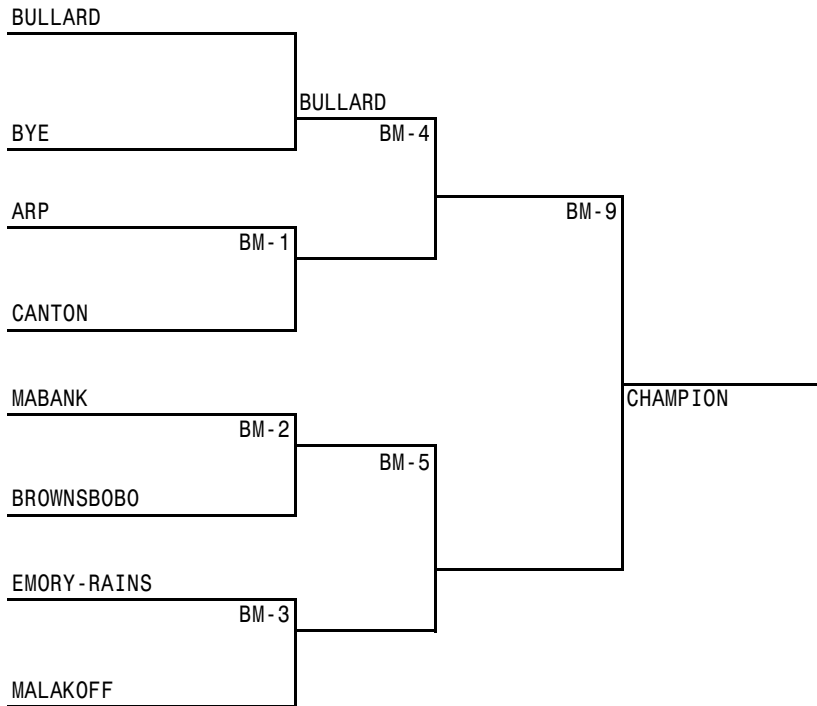 BULLARD
BULLARD
BYE
BM-4
ARP
BM-9
BM-1
CANTON
MABANK
CHAMPION
BM-2
BM-5
BROWNSBOBO
EMORY-RAINS
BM-3
MALAKOFF